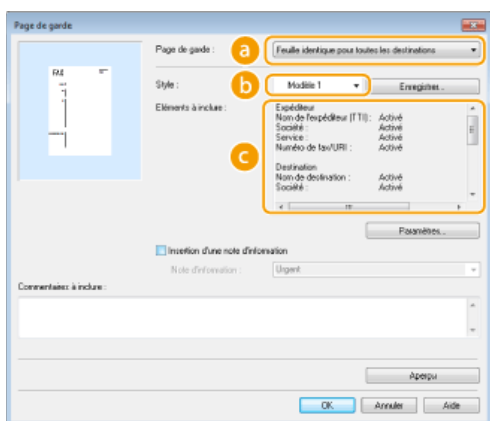 Page de garde
Page de garde :
a
Feuille identique pour toutes les destinations
FAX
Style :
b
Modèle 1
Enregistrer...
Eléments à inclure :
c
Expéditeur
Nom de l'expéditeur (TTI) : Activé
Société : Activé
Service : Activé
Numéro de fax/URI : Activé
Destination
Nom de destination : Activé
Société : Activé
Paramètres...
Insertion d'une note d'information
Note d'information :
Urgent
Commentaires à inclure :
Aperçu
OK
Annuler
Aide